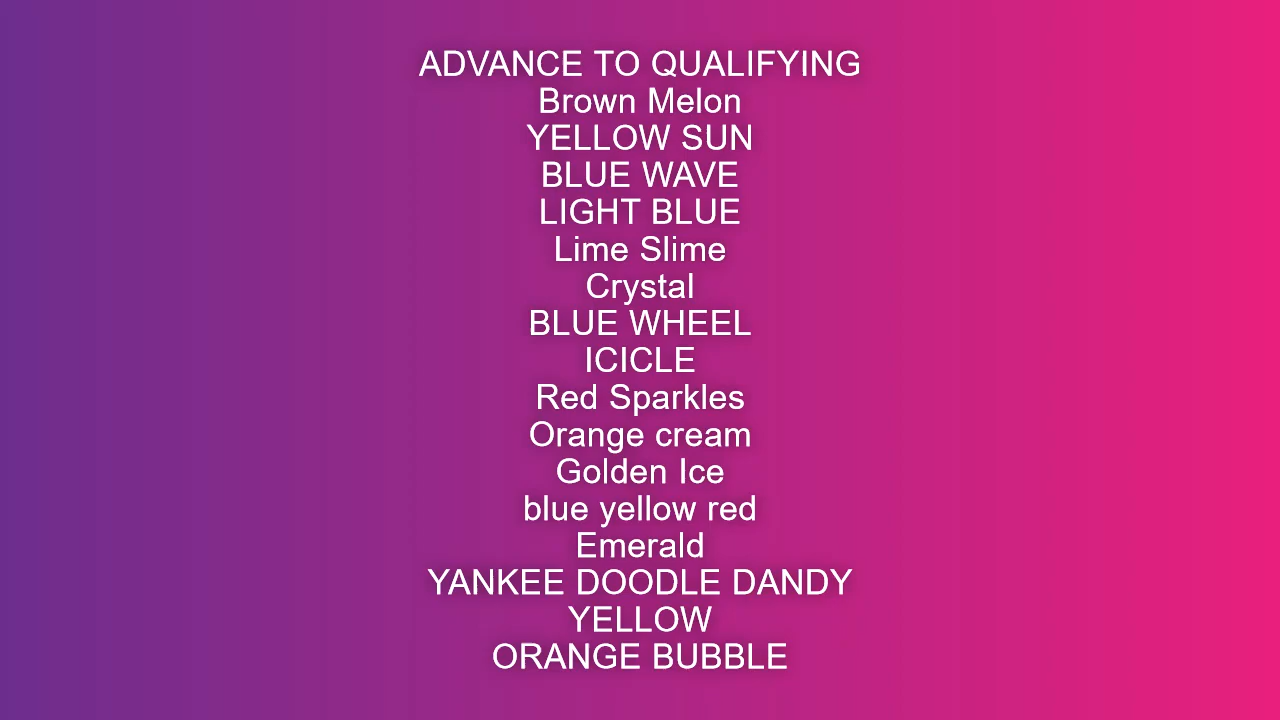 ADVANCE TO QUALIFYING
Brown Melon
YELLOW SUN
BLUE WAVE
LIGHT BLUE
Lime Slime
Crystal
BLUE WHEEL
ICICLE
Red Sparkles
Orange cream
Golden Ice
blue yellow red
Emerald
YANKEE DOODLE DANDY
YELLOW
ORANGE BUBBLE